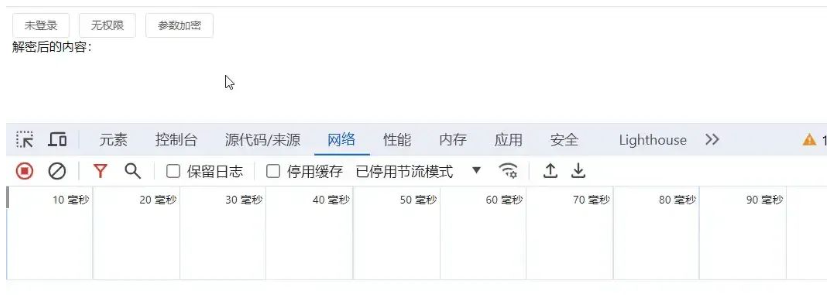 未登录 无权限 参数加密
解密后的内容：
元素 控制台 源代码/来源 网络 性能 内存 应用 安全 Lighthouse 1
保留日志 停用缓存 已停用节流模式
10 毫秒 20 毫秒 30 毫秒 40 毫秒 50 毫秒 60 毫秒 70 毫秒 80 毫秒 90 毫秒